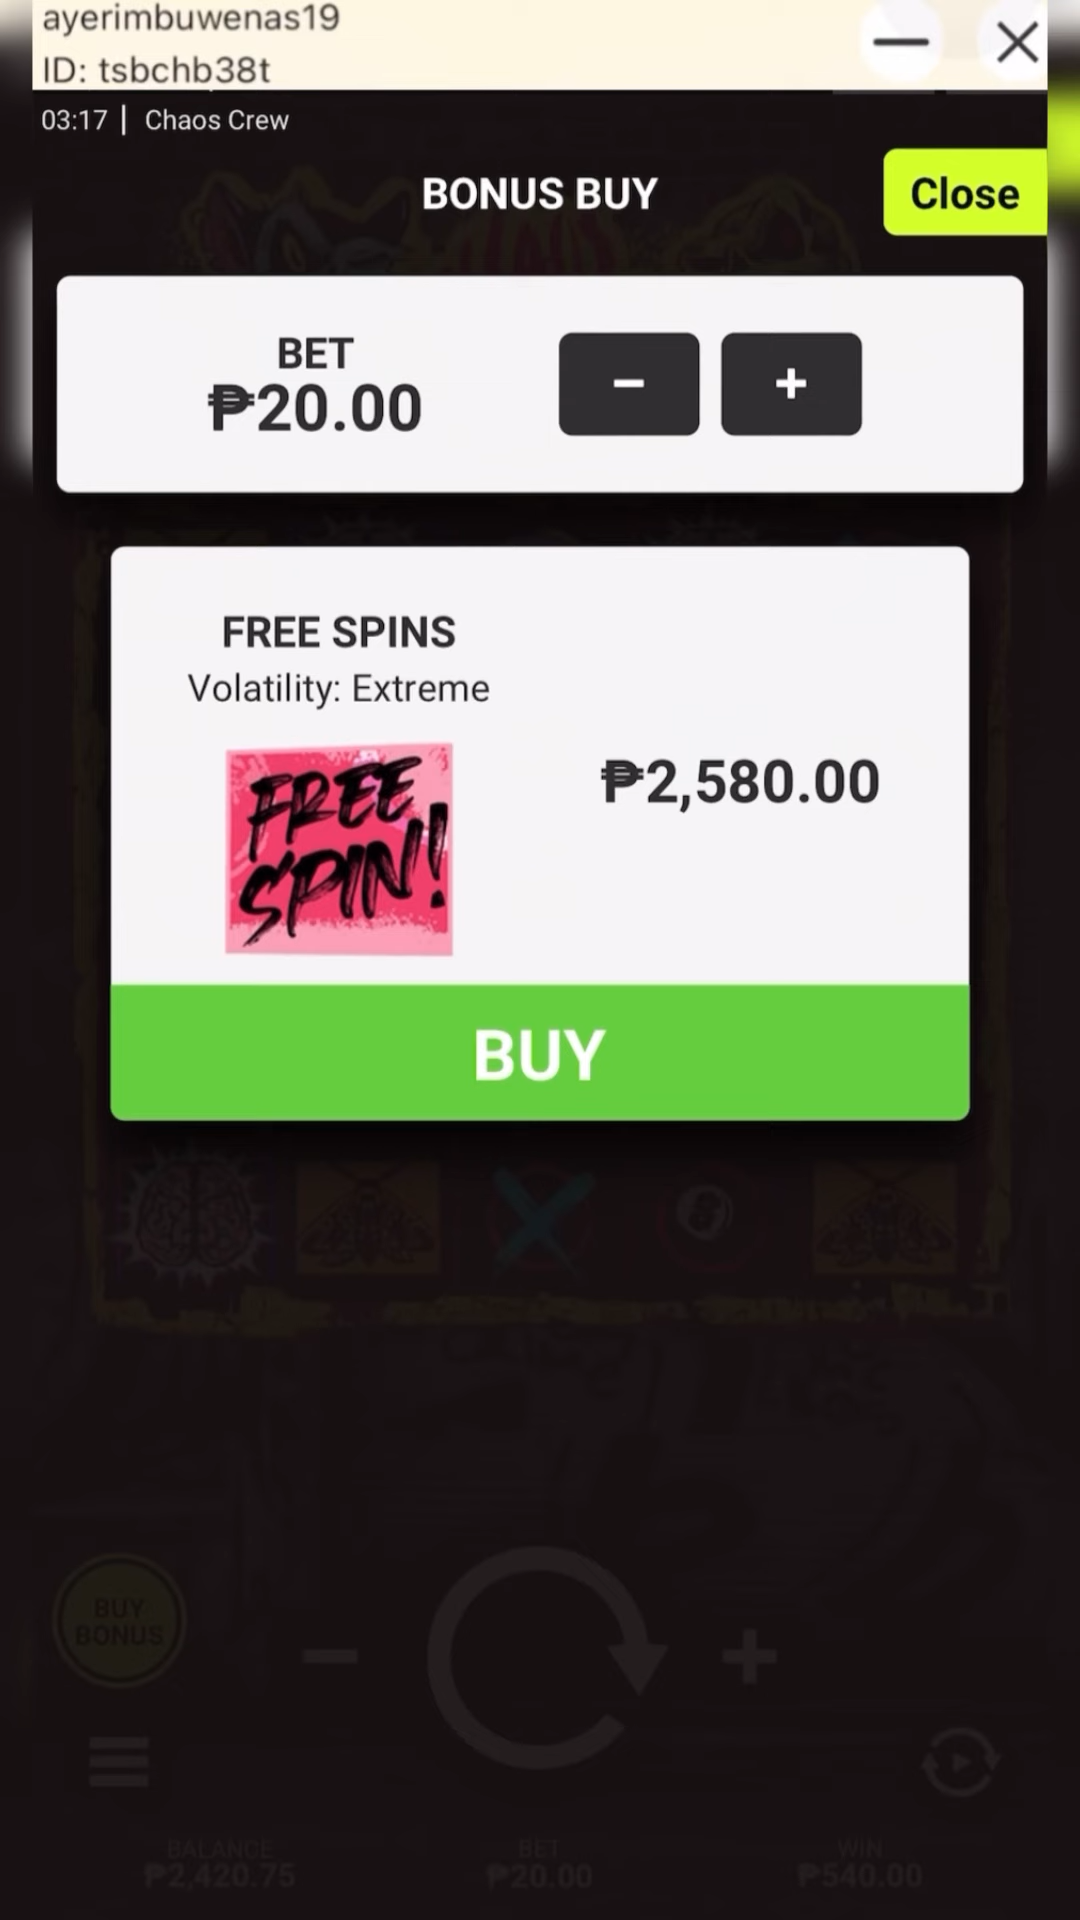 ayerimbuwenas19
ID: tsbchb38t
03:17 | Chaos Crew
BONUS BUY
Close
BET
₱20.00
− +
FREE SPINS
Volatility: Extreme
FREE
SPIN!
₱2,580.00
BUY
BUY
BONUS
BALANCE BET WIN
₱2,420.75 ₱20.00 ₱540.00